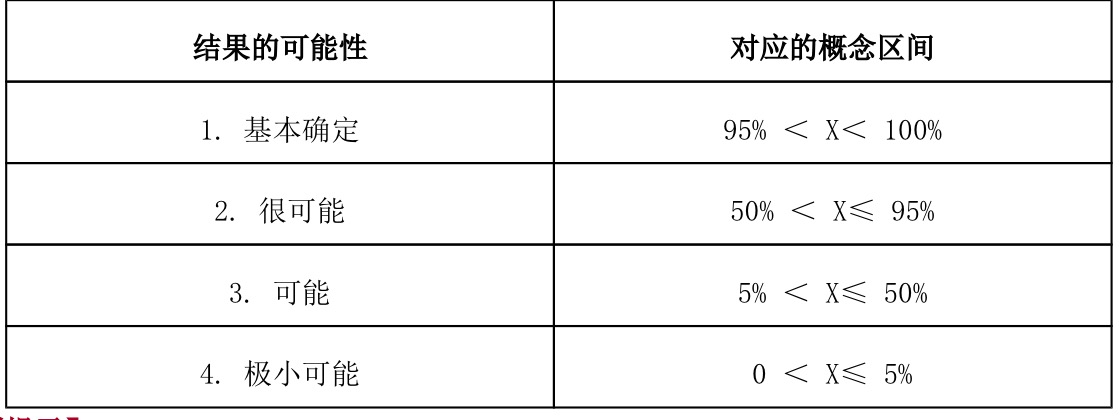 结果的可能性 对应的概念区间
1. 基本确定 95% < X< 100%
2. 很可能 50% < X≤ 95%
3. 可能 5% < X≤ 50%
4. 极小可能 0 < X≤ 5%